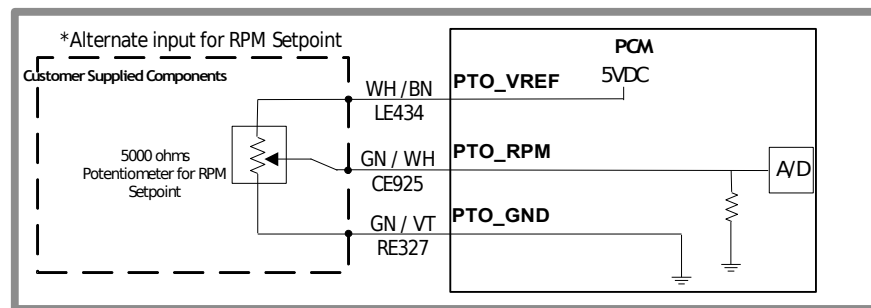 *Alternate input for RPM Setpoint
PCM
Customer Supplied Components
5VDC
WH / BN
PTO_VREF
LE434
5000 ohms
Potentiometer for RPM
Setpoint
GN / WH
PTO_RPM
CE925
A/D
GN / VT
PTO_GND
RE327